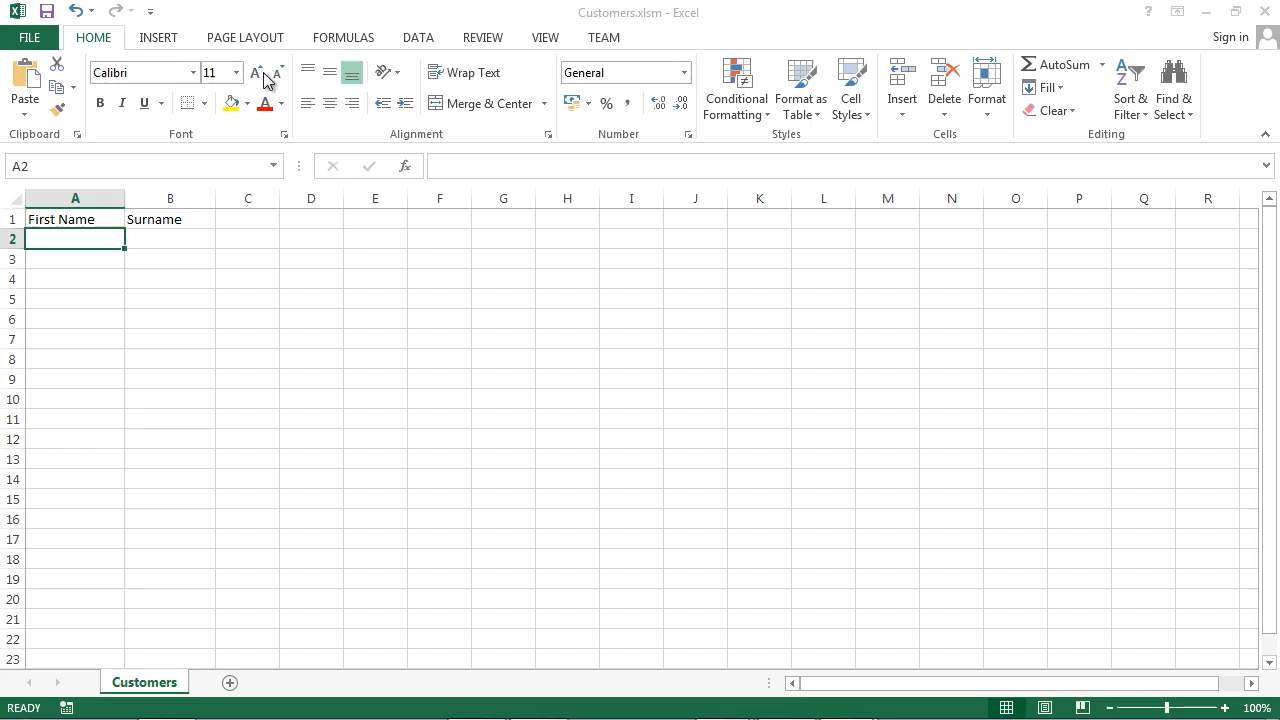 Customers.xlsm - Excel
?
FILE HOME INSERT PAGE LAYOUT FORMULAS DATA REVIEW VIEW TEAM Sign in
Paste
Clipboard
Calibri 11
A A
B I U A
Font
Wrap Text
Merge & Center
Alignment
General
% ,
Number
Conditional Formatting
Format as Table
Cell Styles
Styles
Insert Delete Format
Cells
AutoSum
Fill
Clear
Sort & Filter
Find & Select
Editing
A2 fx
A B C D E F G H I J K L M N O P Q R
1 First Name Surname
2
3
4
5
6
7
8
9
10
11
12
13
14
15
16
17
18
19
20
21
22
23
Customers
READY 100%